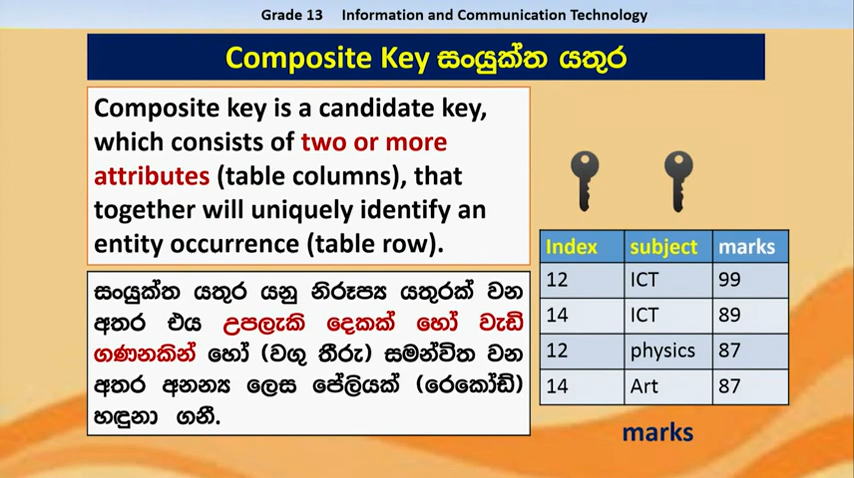 Grade 13 Information and Communication Technology
Composite Key සංයුක්ත යතුර
Composite key is a candidate key,
which consists of two or more
attributes (table columns), that
together will uniquely identify an
entity occurrence (table row).
සංයුක්ත යතුර යනු නිරූප්‍ය යතුරක් වන
අතර එය උපලැකි දෙකක් හෝ වැඩි
ගණනකින් හෝ (වගු තීරු) සමන්විත වන
අතර අනන්‍ය ලෙස පේලියක් (රෙකෝඩ්)
හඳුනා ගනී.
Index subject marks
12 ICT 99
14 ICT 89
12 physics 87
14 Art 87
marks